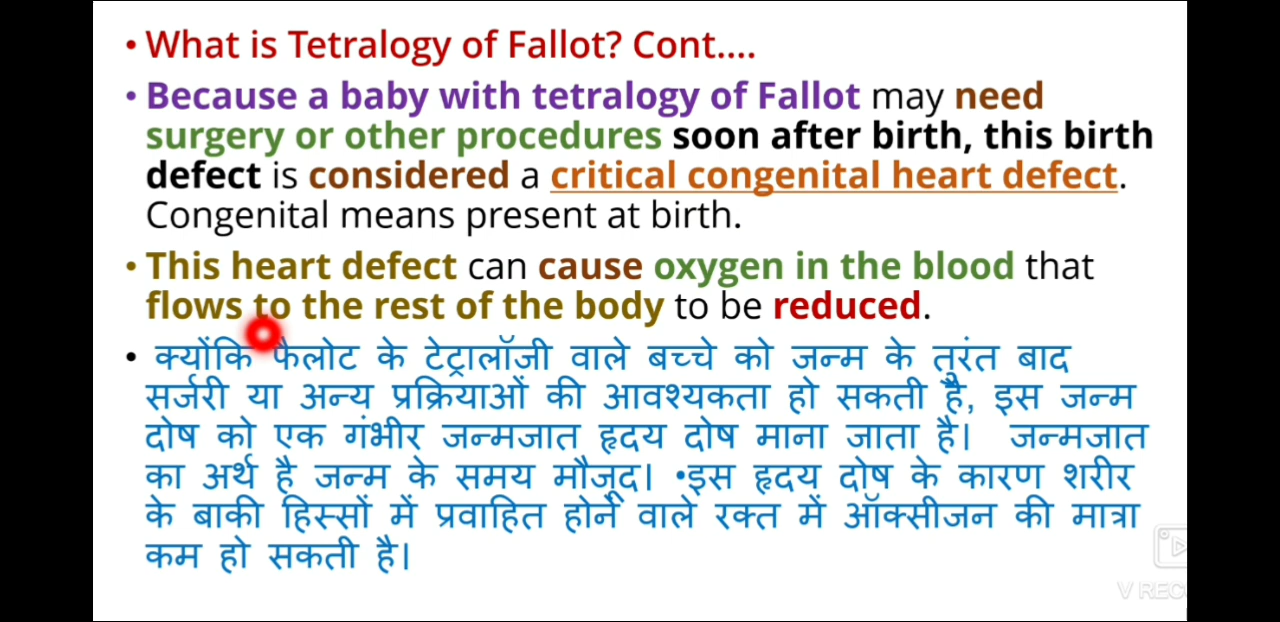 • What is Tetralogy of Fallot? Cont....
• Because a baby with tetralogy of Fallot may need
surgery or other procedures soon after birth, this birth
defect is considered a critical congenital heart defect.
Congenital means present at birth.
• This heart defect can cause oxygen in the blood that
flows to the rest of the body to be reduced.
• क्योंकि फैलोट के टेट्रालॉजी वाले बच्चे को जन्म के तुरंत बाद
सर्जरी या अन्य प्रक्रियाओं की आवश्यकता हो सकती है, इस जन्म
दोष को एक गंभीर जन्मजात हृदय दोष माना जाता है। जन्मजात
का अर्थ है जन्म के समय मौजूद। •इस हृदय दोष के कारण शरीर
के बाकी हिस्सों में प्रवाहित होने वाले रक्त में ऑक्सीजन की मात्रा
कम हो सकती है।